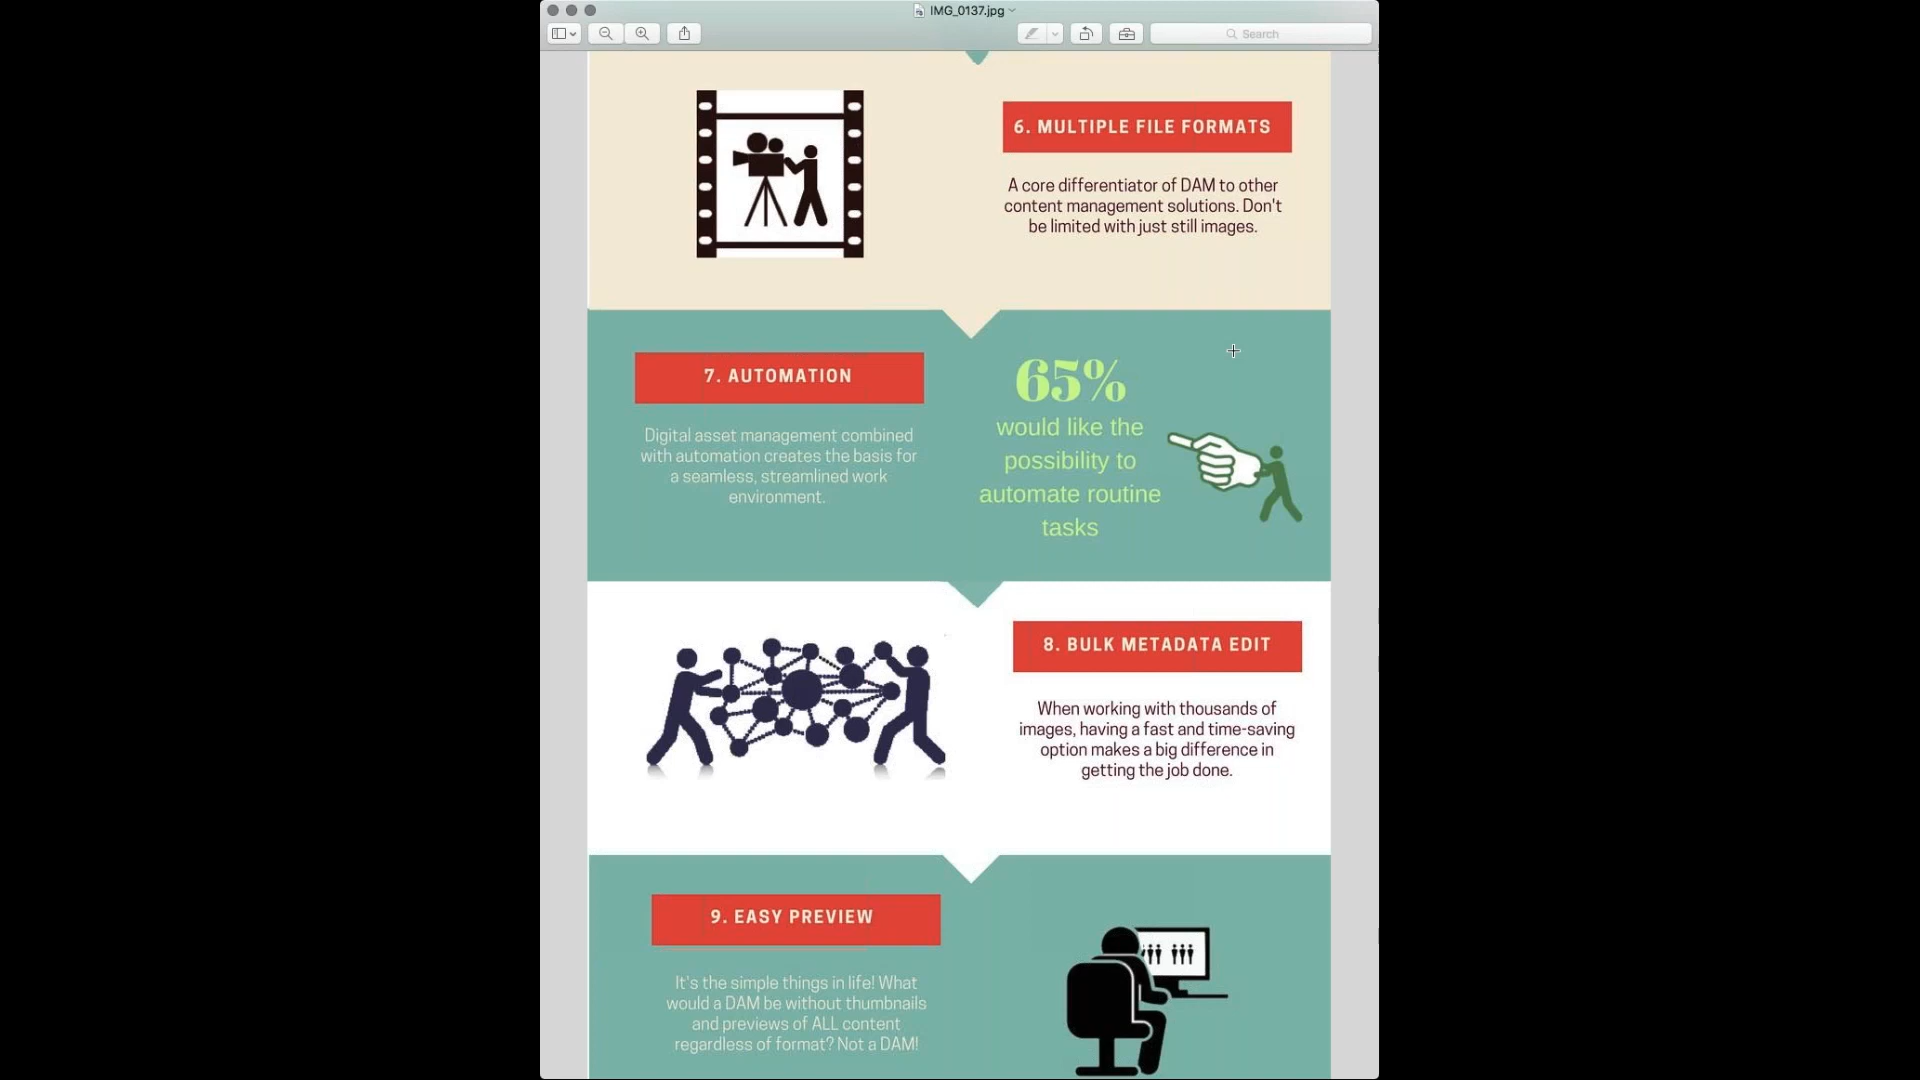 IMG_0137.jpg
Search
6. MULTIPLE FILE FORMATS
A core differentiator of DAM to other
content management solutions. Don't
be limited with just still images.
7. AUTOMATION
Digital asset management combined
with automation creates the basis for
a seamless, streamlined work
environment.
65%
would like the
possibility to
automate routine
tasks
8. BULK METADATA EDIT
When working with thousands of
images, having a fast and time-saving
option makes a big difference in
getting the job done.
9. EASY PREVIEW
It's the simple things in life! What
would a DAM be without thumbnails
and previews of ALL content
regardless of format? Not a DAM!